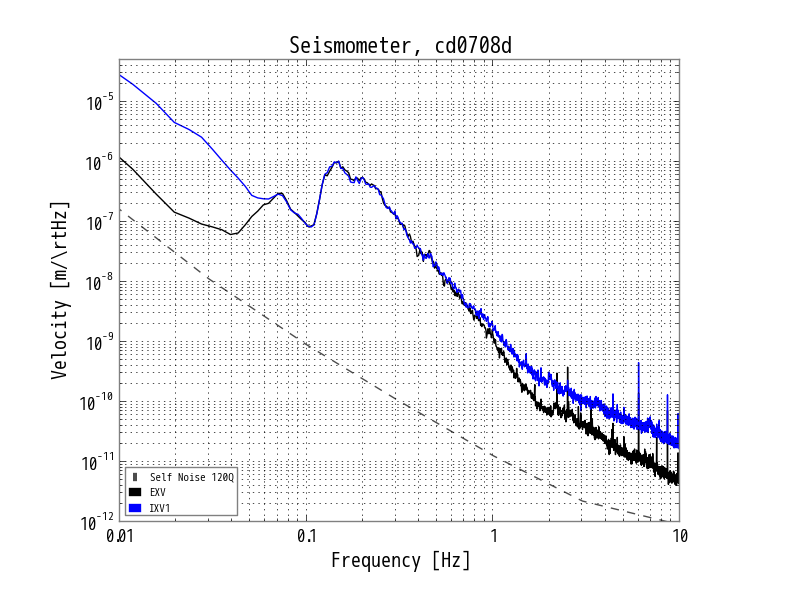 Seismometer, cd0708d
Velocity [m/\rtHz]
10^-5
10^-6
10^-7
10^-8
10^-9
10^-10
10^-11
10^-12
Self Noise 120Q
EXV
IXV1
0.01 0.1 1 10
Frequency [Hz]